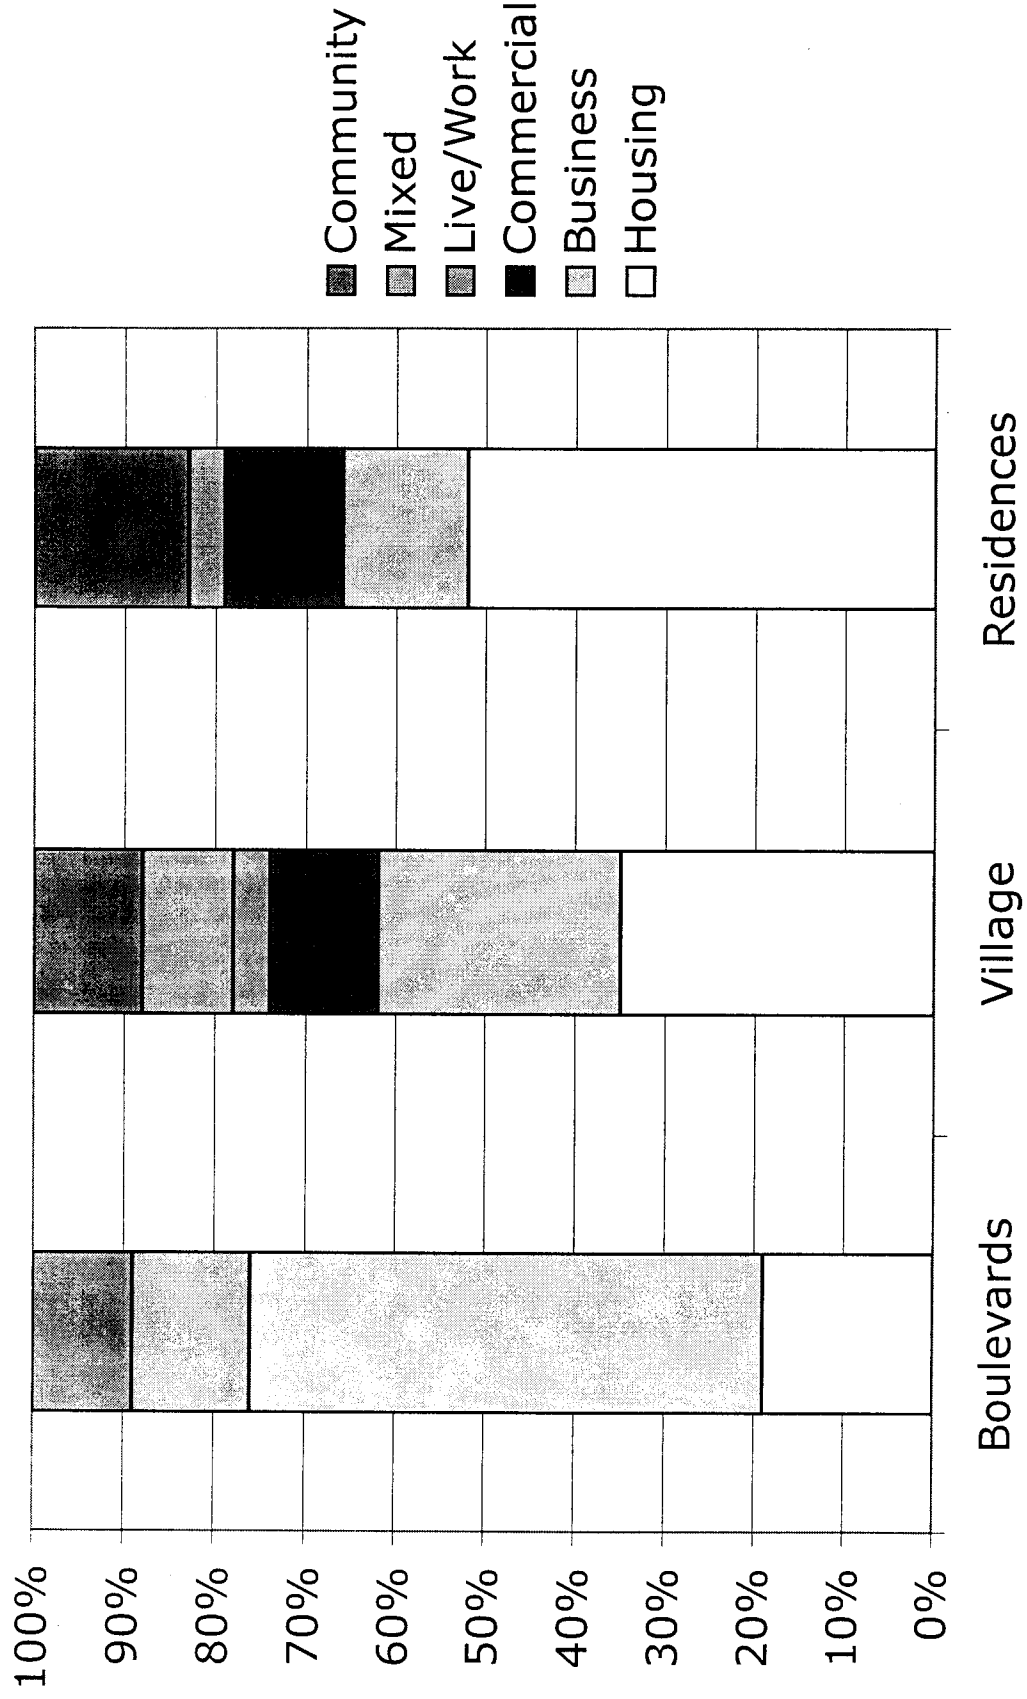 100%
90%
80%
70%
60%
50%
40%
30%
20%
10%
0%
Boulevards
Village
Residences
Community
Mixed
Live/Work
Commercial
Business
Housing